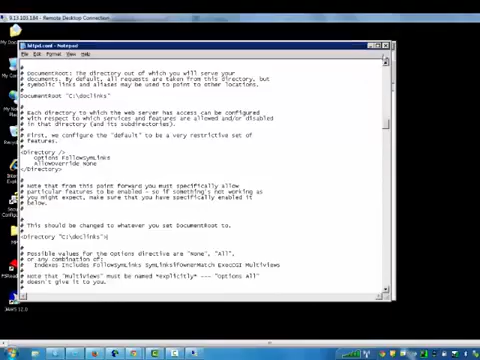 9.13.103.184 - Remote Desktop Connection
httpd.conf - Notepad
File Edit Format View Help
#
# DocumentRoot: The directory out of which you will serve your
# documents. By default, all requests are taken from this directory, but
# symbolic links and aliases may be used to point to other locations.
#
DocumentRoot "C:\doclinks"
#
# Each directory to which the web server has access can be configured
# with respect to which services and features are allowed and/or disabled
# in that directory (and its subdirectories).
#
# First, we configure the "default" to be a very restrictive set of
# features.
#
<Directory />
Options FollowSymLinks
AllowOverride None
</Directory>
#
# Note that from this point forward you must specifically allow
# particular features to be enabled - so if something's not working as
# you might expect, make sure that you have specifically enabled it
# below.
#
#
# This should be changed to whatever you set DocumentRoot to.
#
<Directory "C:\doclinks">
#
# Possible values for the Options directive are "None", "All",
# or any combination of:
# Indexes Includes FollowSymLinks SymLinksifOwnerMatch ExecCGI MultiViews
#
# Note that "MultiViews" must be named *explicitly* --- "Options All"
# doesn't give it to you.
JAWS 12.0